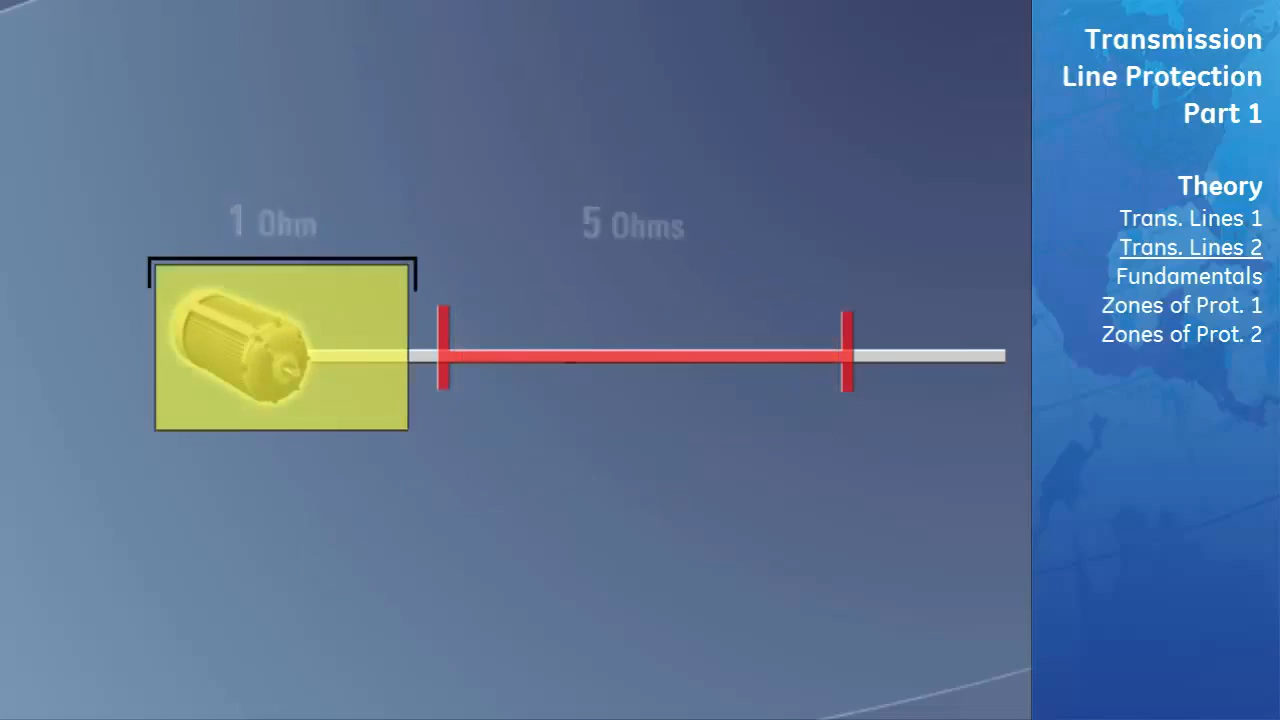 1 Ohm
5 Ohms
Transmission
Line Protection
Part 1
Theory
Trans. Lines 1
Trans. Lines 2
Fundamentals
Zones of Prot. 1
Zones of Prot. 2